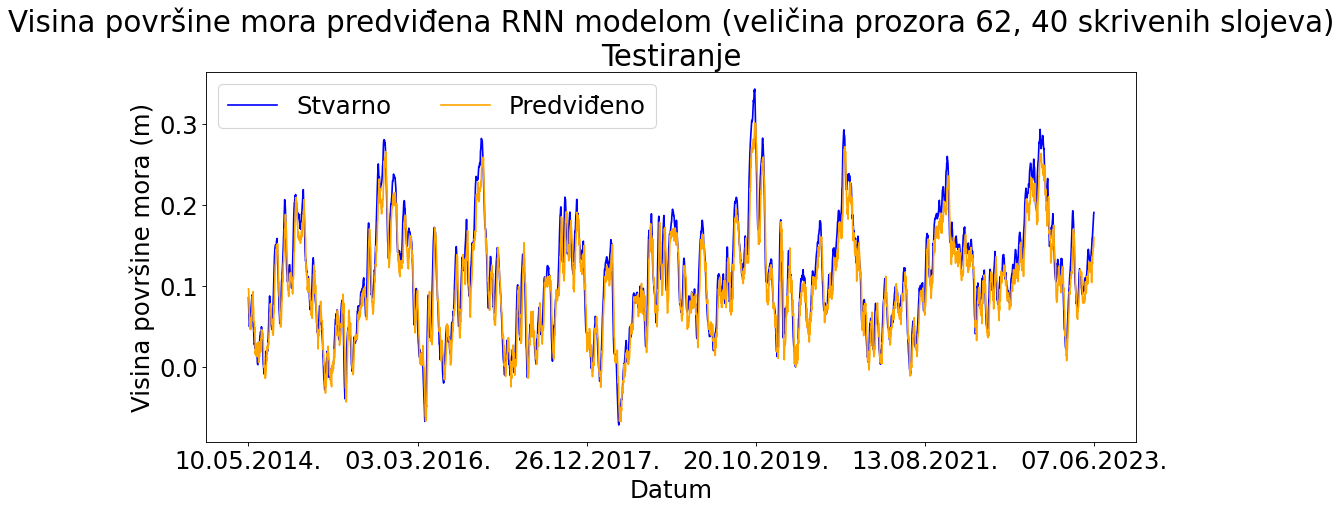 Visina površine mora predviđena RNN modelom (veličina prozora 62, 40 skrivenih slojeva)
Testiranje
Stvarno
Predviđeno
Visina površine mora (m)
0.3
0.2
0.1
0.0
10.05.2014.
03.03.2016.
26.12.2017.
20.10.2019.
13.08.2021.
07.06.2023.
Datum